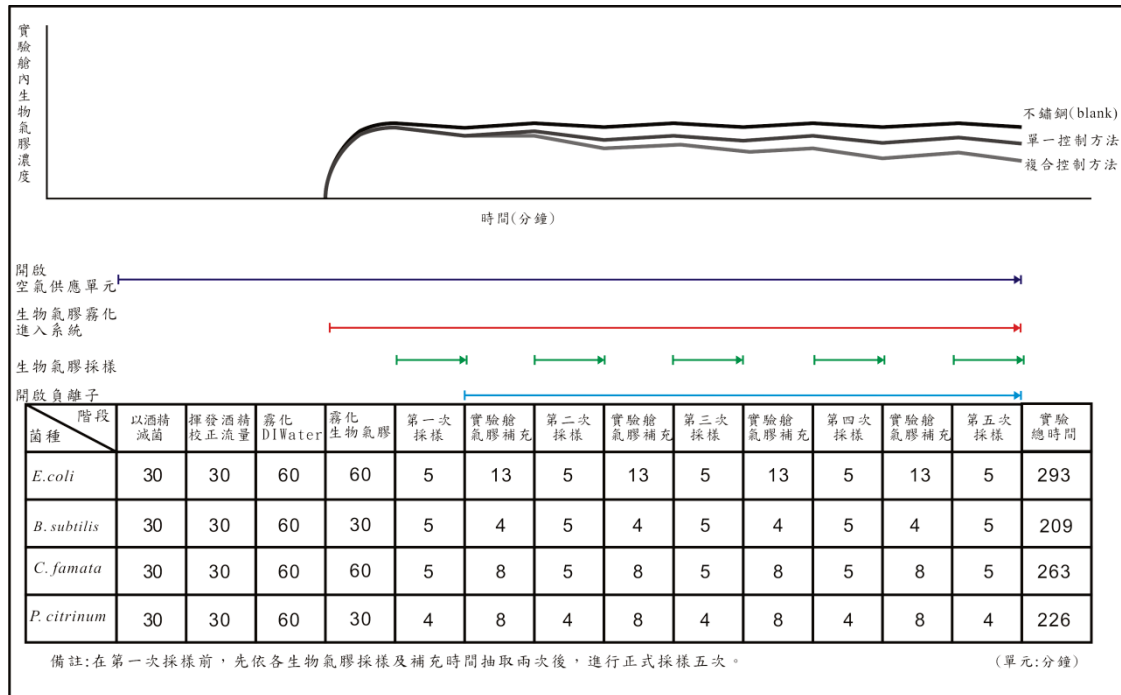 實驗艙內生物氣膠濃度
不鏽鋼(blank)
單一控制方法
複合控制方法
時間(分鐘)
開啟
空氣供應單元
生物氣膠霧化
進入系統
生物氣膠採樣
開啟負離子
階段
菌種
以酒精
滅菌
揮發酒精
校正流量
霧化
DIWater
霧化
生物氣膠
第一次
採樣
實驗艙
氣膠補充
第二次
採樣
實驗艙
氣膠補充
第三次
採樣
實驗艙
氣膠補充
第四次
採樣
實驗艙
氣膠補充
第五次
採樣
實驗
總時間
E.coli 30 30 60 60 5 13 5 13 5 13 5 13 5 293
B. subtilis 30 30 60 30 5 4 5 4 5 4 5 4 5 209
C. famata 30 30 60 60 5 8 5 8 5 8 5 8 5 263
P. citrinum 30 30 60 30 4 8 4 8 4 8 4 8 4 226
備註:在第一次採樣前，先依各生物氣膠採樣及補充時間抽取兩次後，進行正式採樣五次。 (單元:分鐘)